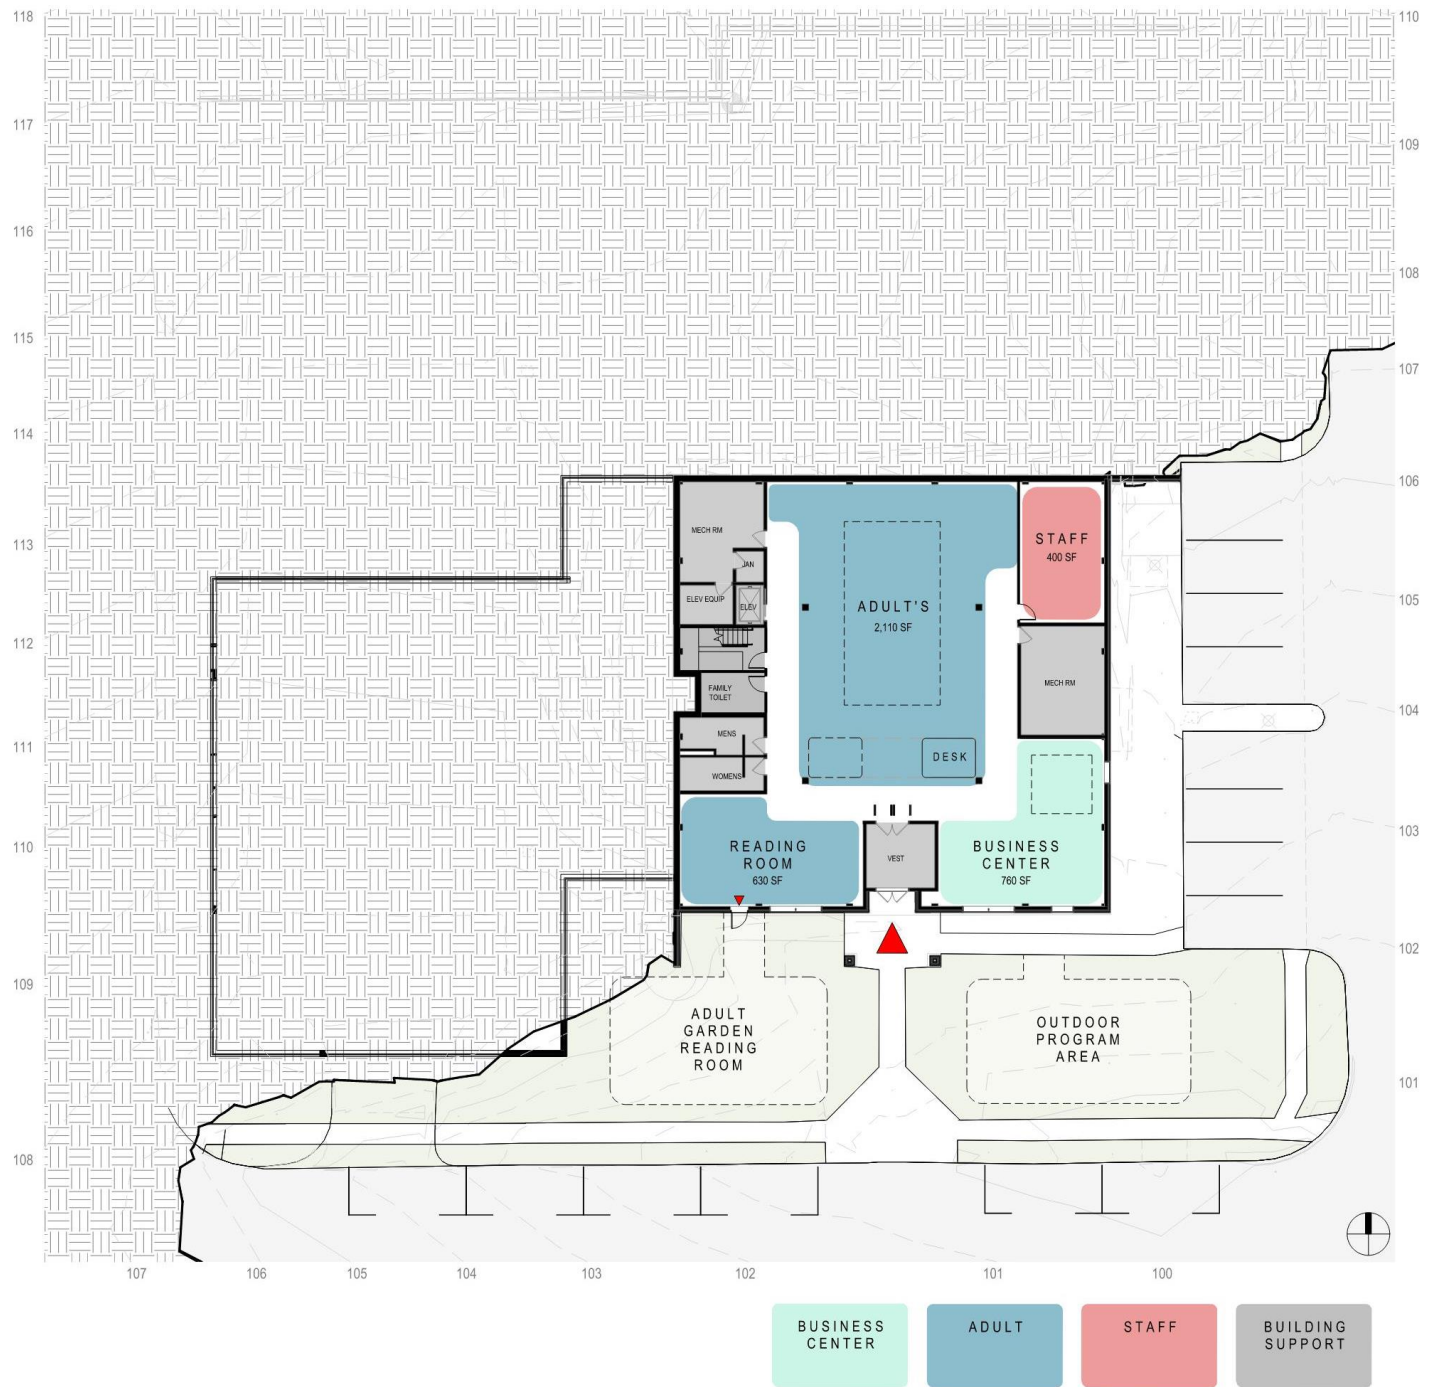 118
110
117
109
116
108
115
107
114
106
113
105
112
104
111
103
110
102
109
101
108
MECH RM
JAN
ELEV EQUIP
ELEV
FAMILY
TOILET
MENS
WOMENS
ADULT'S
2,110 SF
STAFF
400 SF
MECH RM
DESK
READING
ROOM
630 SF
VEST
BUSINESS
CENTER
760 SF
ADULT
GARDEN
READING
ROOM
OUTDOOR
PROGRAM
AREA
107
106
105
104
103
102
101
100
BUSINESS
CENTER
ADULT
STAFF
BUILDING
SUPPORT